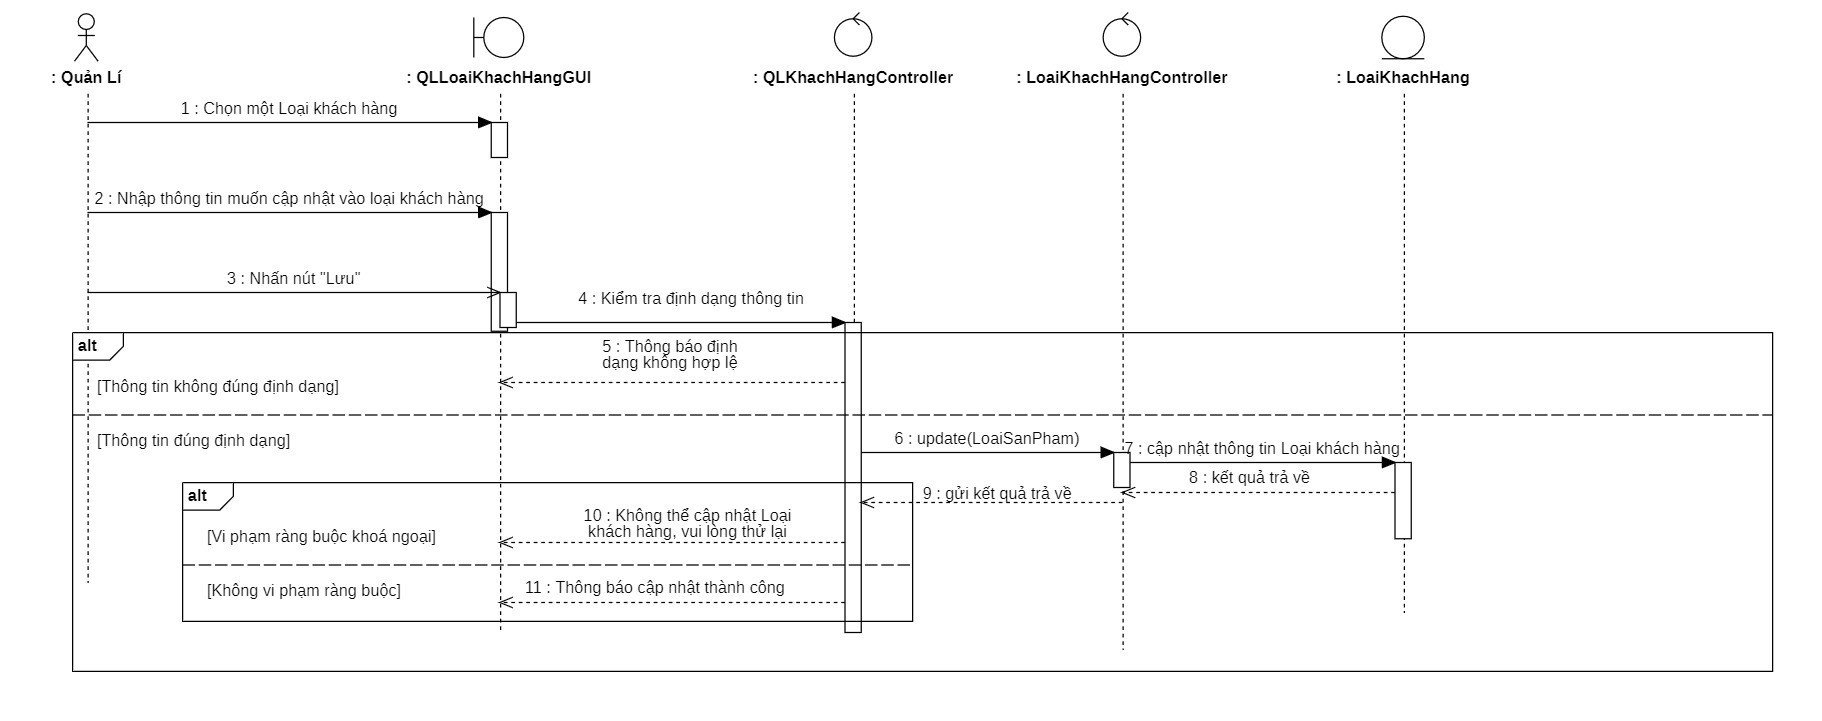 : Quản Lí
: QLLoaiKhachHangGUI
: QLKhachHangController
: LoaiKhachHangController
: LoaiKhachHang
1 : Chọn một Loại khách hàng
2 : Nhập thông tin muốn cập nhật vào loại khách hàng
3 : Nhấn nút "Lưu"
4 : Kiểm tra định dạng thông tin
alt
5 : Thông báo định
dạng không hợp lệ
[Thông tin không đúng định dạng]
[Thông tin đúng định dạng]
6 : update(LoaiSanPham)
7 : cập nhật thông tin Loại khách hàng
8 : kết quả trả về
9 : gửi kết quả trả về
alt
10 : Không thể cập nhật Loại
khách hàng, vui lòng thử lại
[Vi phạm ràng buộc khoá ngoại]
11 : Thông báo cập nhật thành công
[Không vi phạm ràng buộc]